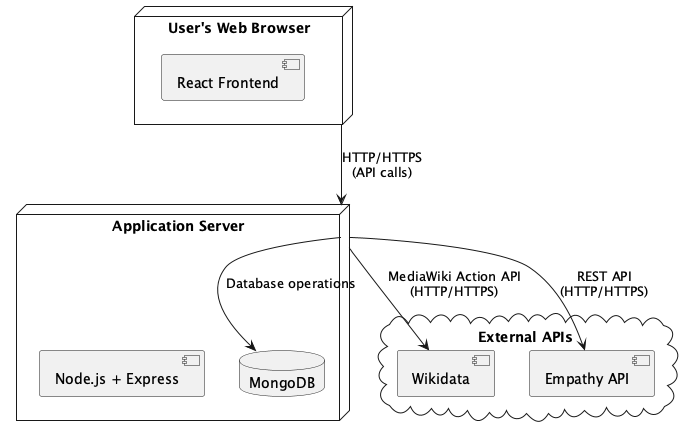 User's Web Browser
React Frontend
HTTP/HTTPS
(API calls)
Application Server
Database operations
MediaWiki Action API
(HTTP/HTTPS)
REST API
(HTTP/HTTPS)
External APIs
Node.js + Express
MongoDB
Wikidata
Empathy API